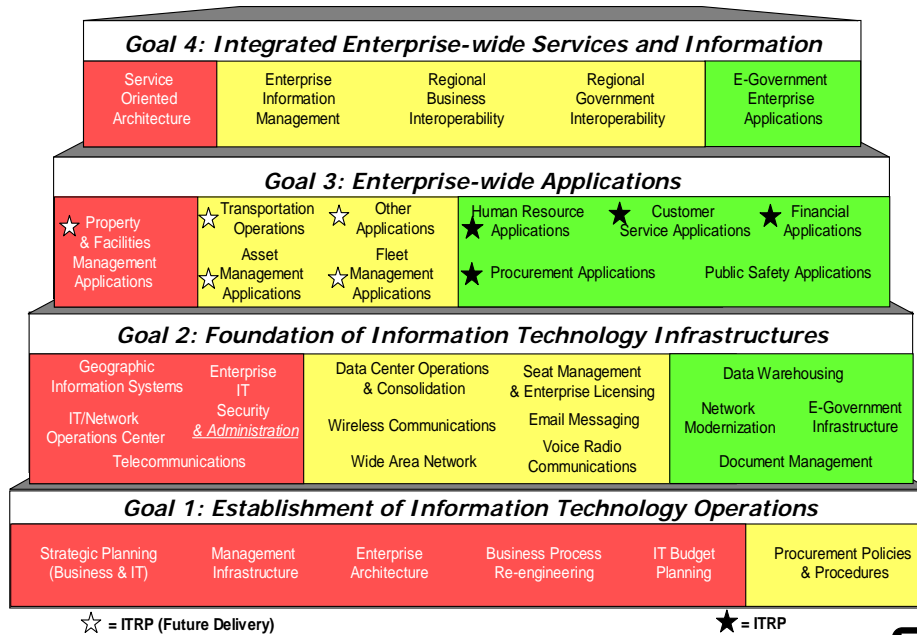 Goal 4: Integrated Enterprise-wide Services and Information
Service
Oriented
Architecture
Enterprise
Information
Management
Regional
Business
Interoperability
Regional
Government
Interoperability
E-Government
Enterprise
Applications
Goal 3: Enterprise-wide Applications
Property
& Facilities
Management
Applications
Transportation
Operations
Other
Applications
Asset
Management
Applications
Fleet
Management
Applications
Human Resource
Applications
Customer
Service Applications
Financial
Applications
Procurement Applications
Public Safety Applications
Goal 2: Foundation of Information Technology Infrastructures
Geographic
Information Systems
Enterprise
IT
Security
& Administration
IT/Network
Operations Center
Telecommunications
Data Center Operations
& Consolidation
Seat Management
& Enterprise Licensing
Wireless Communications
Email Messaging
Wide Area Network
Voice Radio
Communications
Data Warehousing
Network
Modernization
E-Government
Infrastructure
Document Management
Goal 1: Establishment of Information Technology Operations
Strategic Planning
(Business & IT)
Management
Infrastructure
Enterprise
Architecture
Business Process
Re-engineering
IT Budget
Planning
Procurement Policies
& Procedures
= ITRP (Future Delivery)
= ITRP